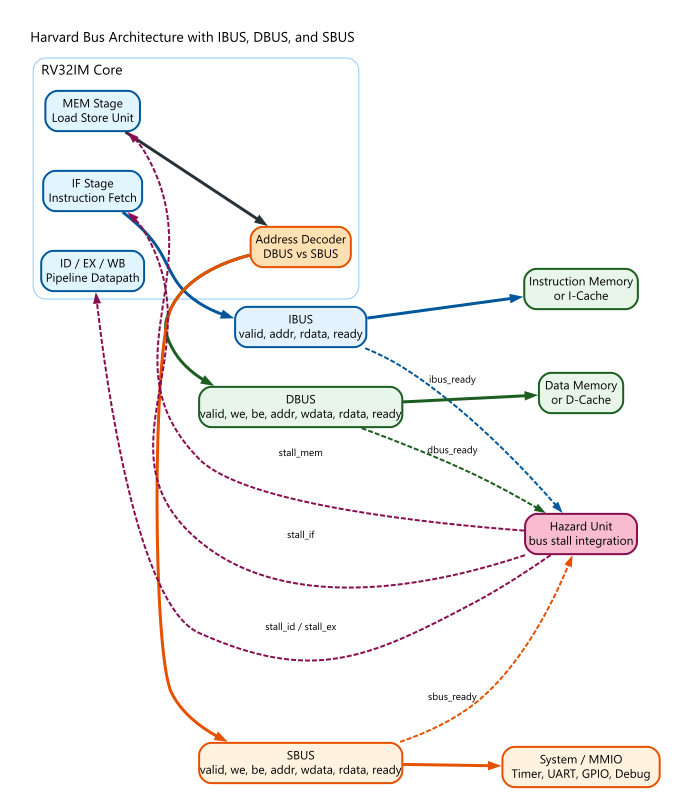 Harvard Bus Architecture with IBUS, DBUS, and SBUS
RV32IM Core
MEM Stage
Load Store Unit
IF Stage
Instruction Fetch
Address Decoder
DBUS vs SBUS
ID / EX / WB
Pipeline Datapath
Instruction Memory
or I-Cache
IBUS
valid, addr, rdata, ready
ibus_ready
Data Memory
or D-Cache
DBUS
valid, we, be, addr, wdata, rdata, ready
dbus_ready
stall_mem
Hazard Unit
bus stall integration
stall_if
stall_id / stall_ex
sbus_ready
SBUS
valid, we, be, addr, wdata, rdata, ready
System / MMIO
Timer, UART, GPIO, Debug